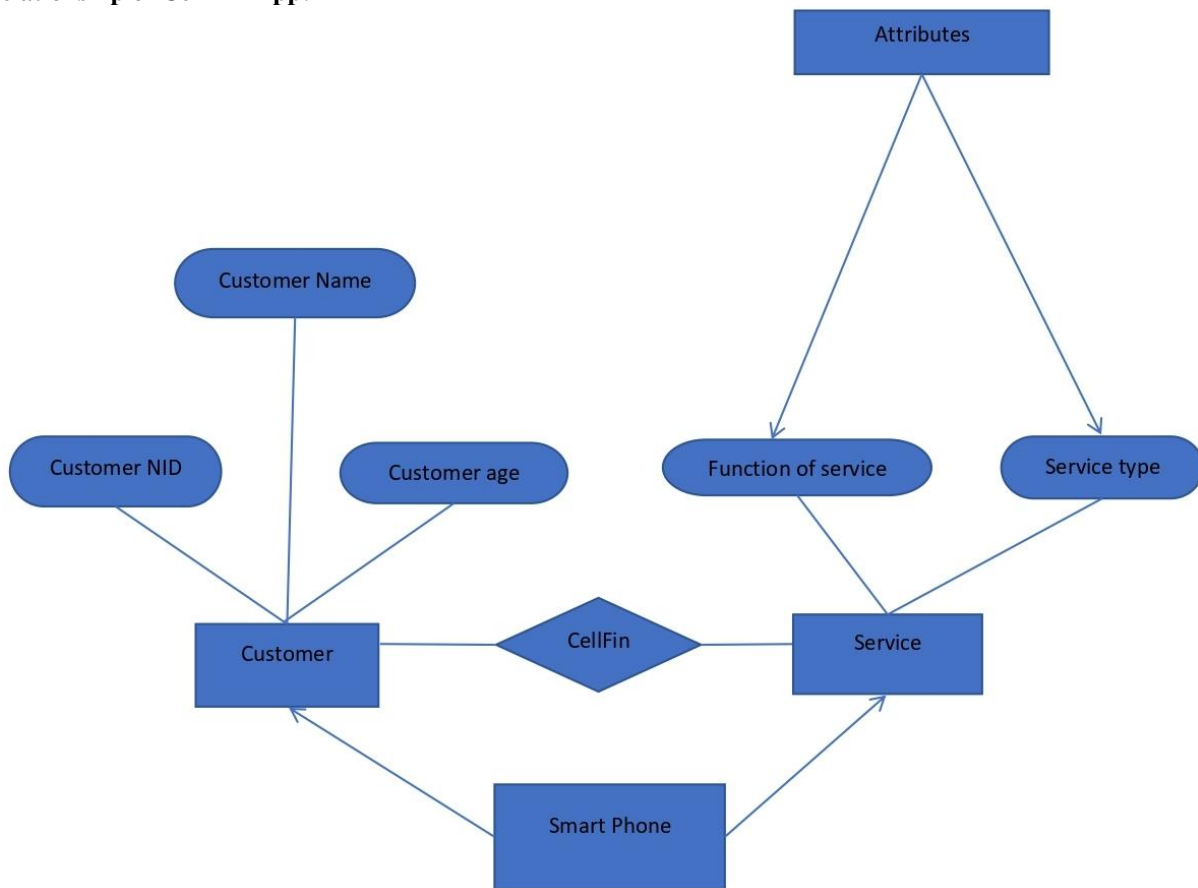 Attributes
Customer Name
Customer NID
Customer age
Function of service
Service type
Customer
CellFin
Service
Smart Phone